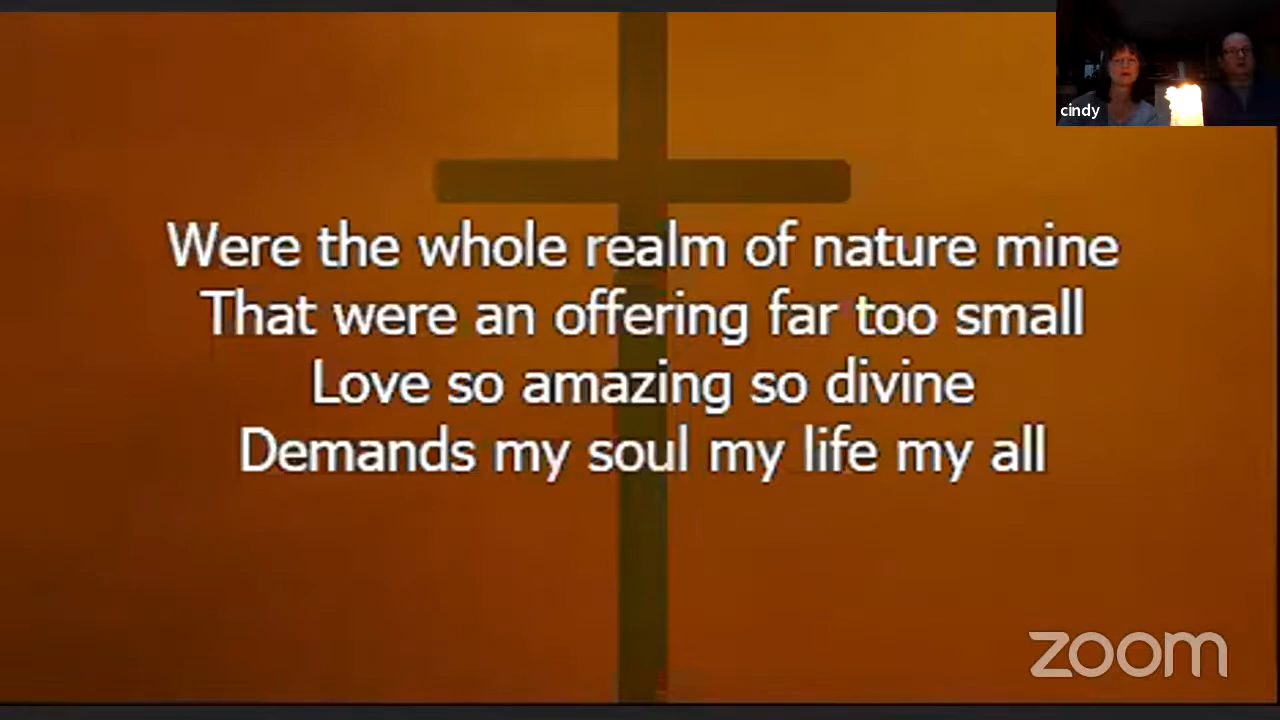 cindy
Were the whole realm of nature mine
That were an offering far too small
Love so amazing so divine
Demands my soul my life my all
zoom